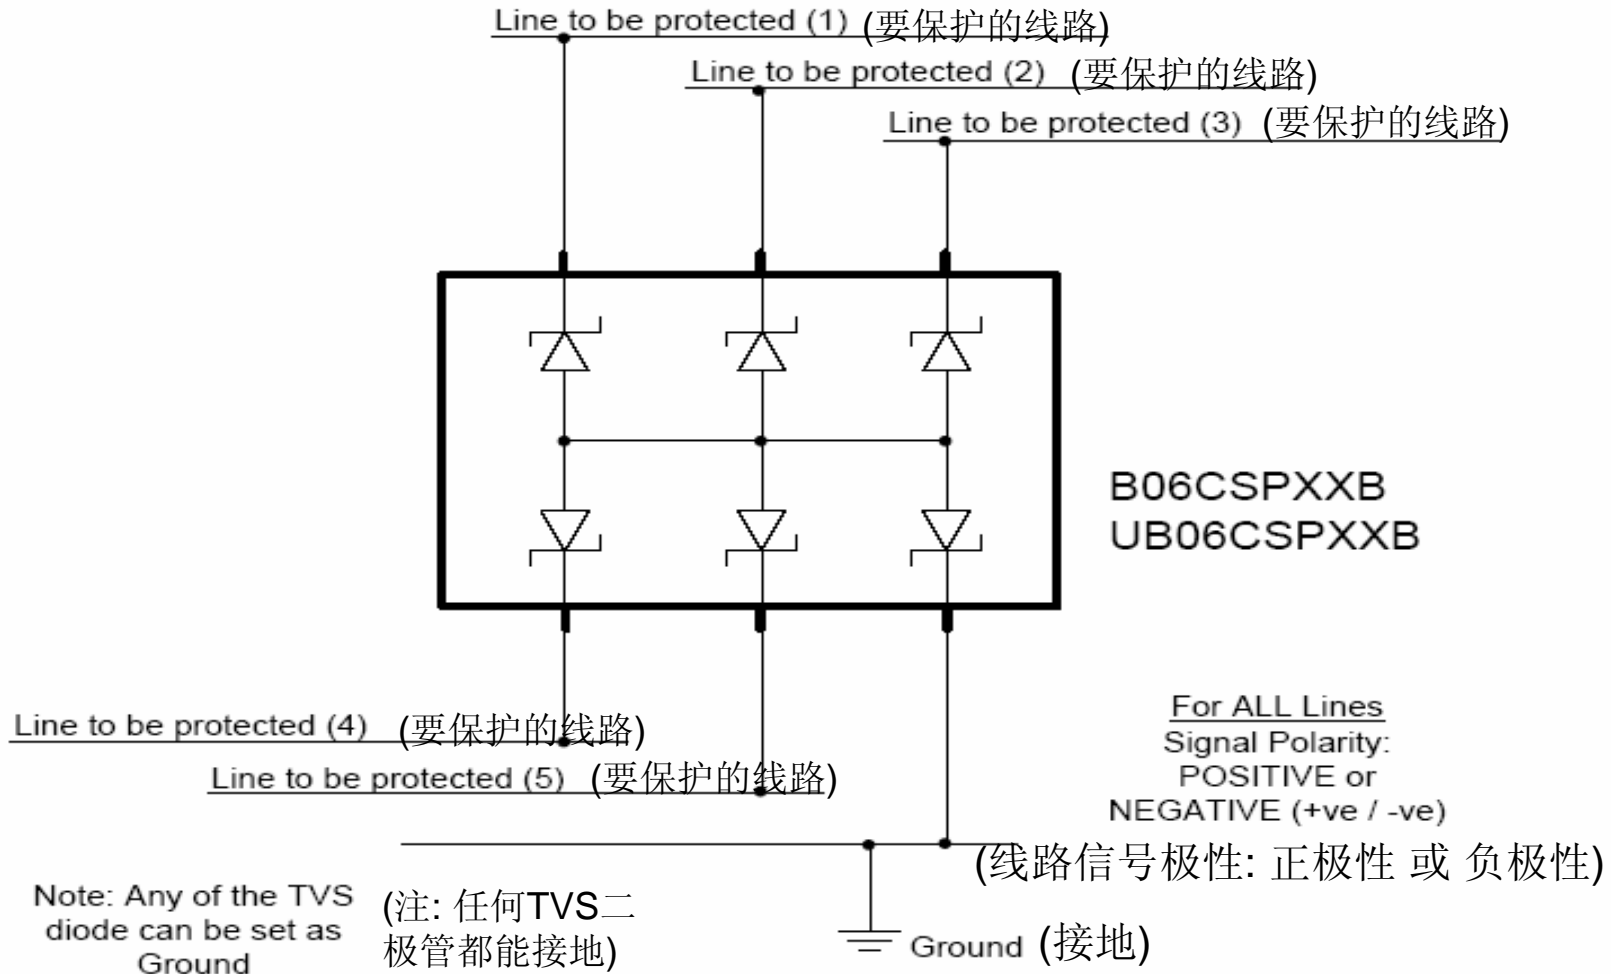 Line to be protected (1) (要保护的线路)
Line to be protected (2) (要保护的线路)
Line to be protected (3) (要保护的线路)
B06CSPXXB
UB06CSPXXB
Line to be protected (4) (要保护的线路)
Line to be protected (5) (要保护的线路)
For ALL Lines
Signal Polarity:
POSITIVE or
NEGATIVE (+ve / -ve)
(线路信号极性: 正极性 或 负极性)
Note: Any of the TVS
diode can be set as
Ground
(注: 任何TVS二
极管都能接地)
Ground (接地)